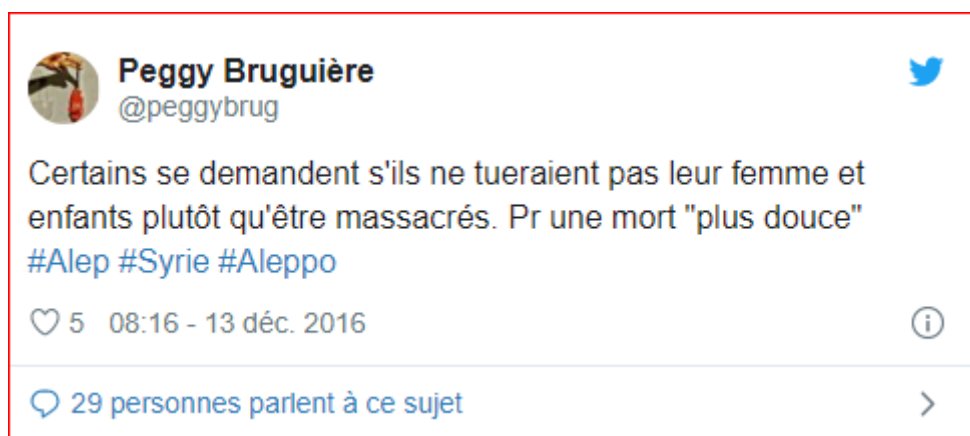 Peggy Bruguière
@peggybrug
Certains se demandent s'ils ne tueraient pas leur femme et
enfants plutôt qu'être massacrés. Pr une mort "plus douce"
#Alep #Syrie #Aleppo
5 08:16 - 13 déc. 2016
29 personnes parlent à ce sujet